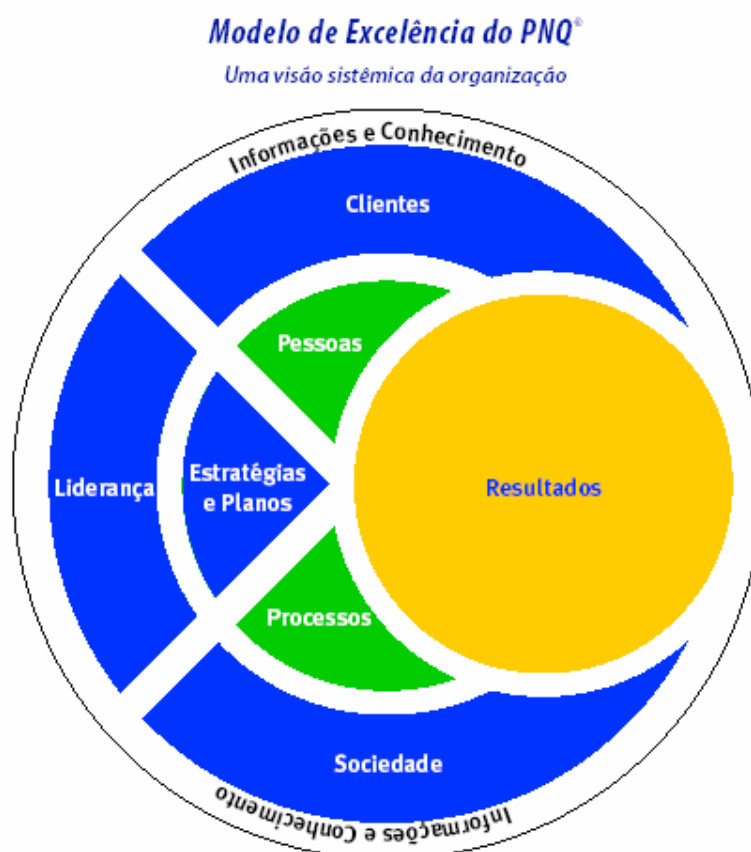 Modelo de Excelência do PNQ®
Uma visão sistêmica da organização
Informações e Conhecimento
Clientes
Pessoas
Liderança
Estratégias
e Planos
Resultados
Processos
Sociedade
Informações e Conhecimento